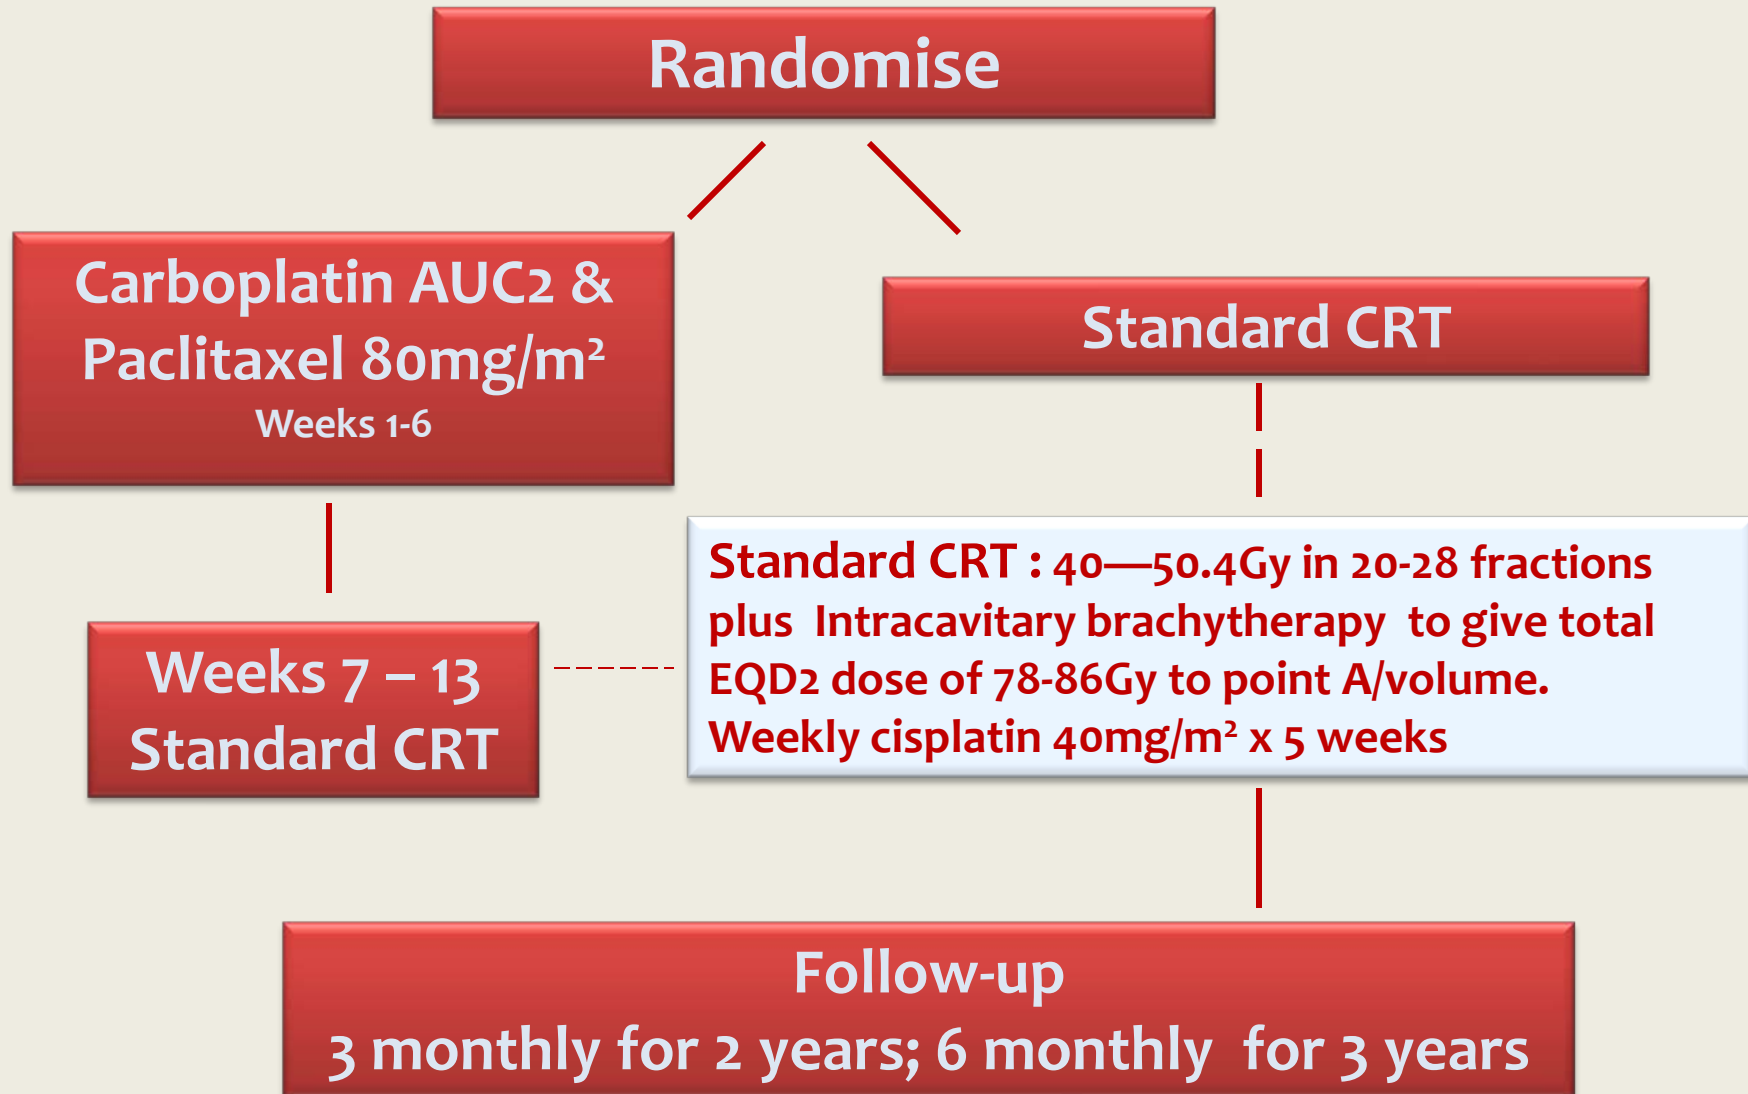 Randomise
Carboplatin AUC2 &
Paclitaxel 80mg/m²
Weeks 1-6
Standard CRT
Standard CRT : 40—50.4Gy in 20-28 fractions
plus Intracavitary brachytherapy to give total
EQD2 dose of 78-86Gy to point A/volume.
Weekly cisplatin 40mg/m² x 5 weeks
Weeks 7 – 13
Standard CRT
Follow-up
3 monthly for 2 years; 6 monthly for 3 years